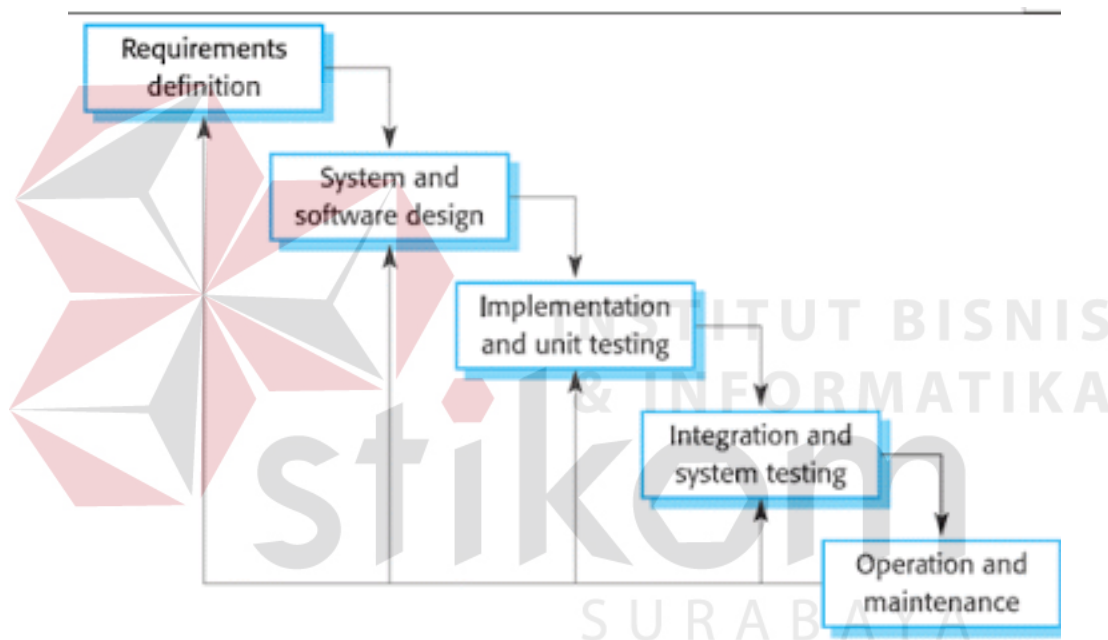 Requirements
definition
System and
software design
Implementation
and unit testing
INSTITUT BISNIS
& INFORMATIKA
Integration and
system testing
stikom
Operation and
maintenance
SURABAYA